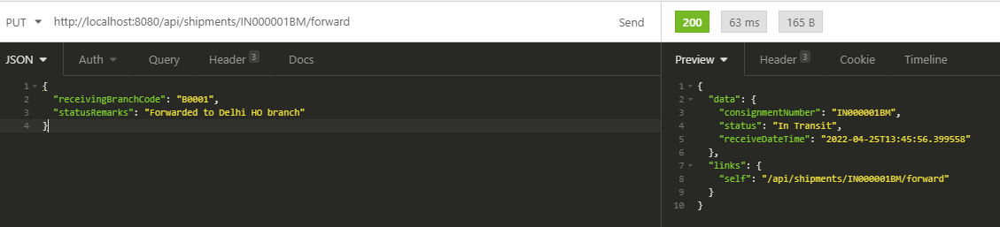 PUT http://localhost:8080/api/shipments/IN000001BM/forward Send
JSON Auth Query Header 3 Docs
1 {
2 "receivingBranchCode": "B0001",
3 "statusRemarks": "Forwarded to Delhi HO branch"
4 }
200 63 ms 165 B
Preview Header 3 Cookie Timeline
1 {
2 "data": {
3 "consignmentNumber": "IN000001BM",
4 "status": "In Transit",
5 "receiveDateTime": "2022-04-25T13:45:56.399558"
6 },
7 "links": {
8 "self": "/api/shipments/IN000001BM/forward"
9 }
10 }